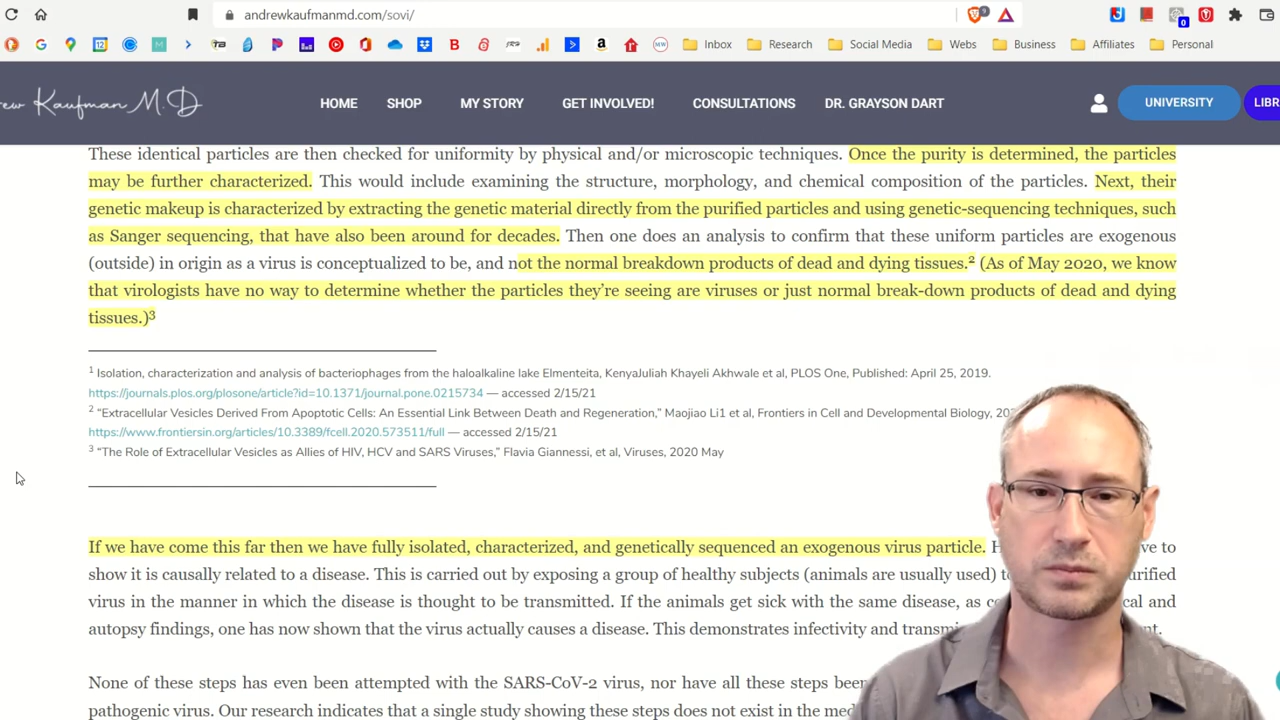 andrewkaufmanmd.com/sovi/
9
0
Inbox Research Social Media Webs Business Affiliates Personal
rew Kaufman M.D HOME SHOP MY STORY GET INVOLVED! CONSULTATIONS DR. GRAYSON DART UNIVERSITY LIBR
These identical particles are then checked for uniformity by physical and/or microscopic techniques. Once the purity is determined, the particles
may be further characterized. This would include examining the structure, morphology, and chemical composition of the particles. Next, their
genetic makeup is characterized by extracting the genetic material directly from the purified particles and using genetic-sequencing techniques, such
as Sanger sequencing, that have also been around for decades. Then one does an analysis to confirm that these uniform particles are exogenous
(outside) in origin as a virus is conceptualized to be, and not the normal breakdown products of dead and dying tissues.² (As of May 2020, we know
that virologists have no way to determine whether the particles they're seeing are viruses or just normal break-down products of dead and dying
tissues.)³
¹ Isolation, characterization and analysis of bacteriophages from the haloalkaline lake Elmenteita, KenyaJuliah Khayeli Akhwale et al, PLOS One, Published: April 25, 2019.
https://journals.plos.org/plosone/article?id=10.1371/journal.pone.0215734 — accessed 2/15/21
² “Extracellular Vesicles Derived From Apoptotic Cells: An Essential Link Between Death and Regeneration,” Maojiao Li1 et al, Frontiers in Cell and Developmental Biology, 20
https://www.frontiersin.org/articles/10.3389/fcell.2020.573511/full — accessed 2/15/21
³ “The Role of Extracellular Vesicles as Allies of HIV, HCV and SARS Viruses,” Flavia Giannessi, et al, Viruses, 2020 May
If we have come this far then we have fully isolated, characterized, and genetically sequenced an exogenous virus particle. H ve to
show it is causally related to a disease. This is carried out by exposing a group of healthy subjects (animals are usually used) to urified
virus in the manner in which the disease is thought to be transmitted. If the animals get sick with the same disease, as co cal and
autopsy findings, one has now shown that the virus actually causes a disease. This demonstrates infectivity and transmi nt.
None of these steps has even been attempted with the SARS-CoV-2 virus, nor have all these steps been
pathogenic virus. Our research indicates that a single study showing these steps does not exist in the med